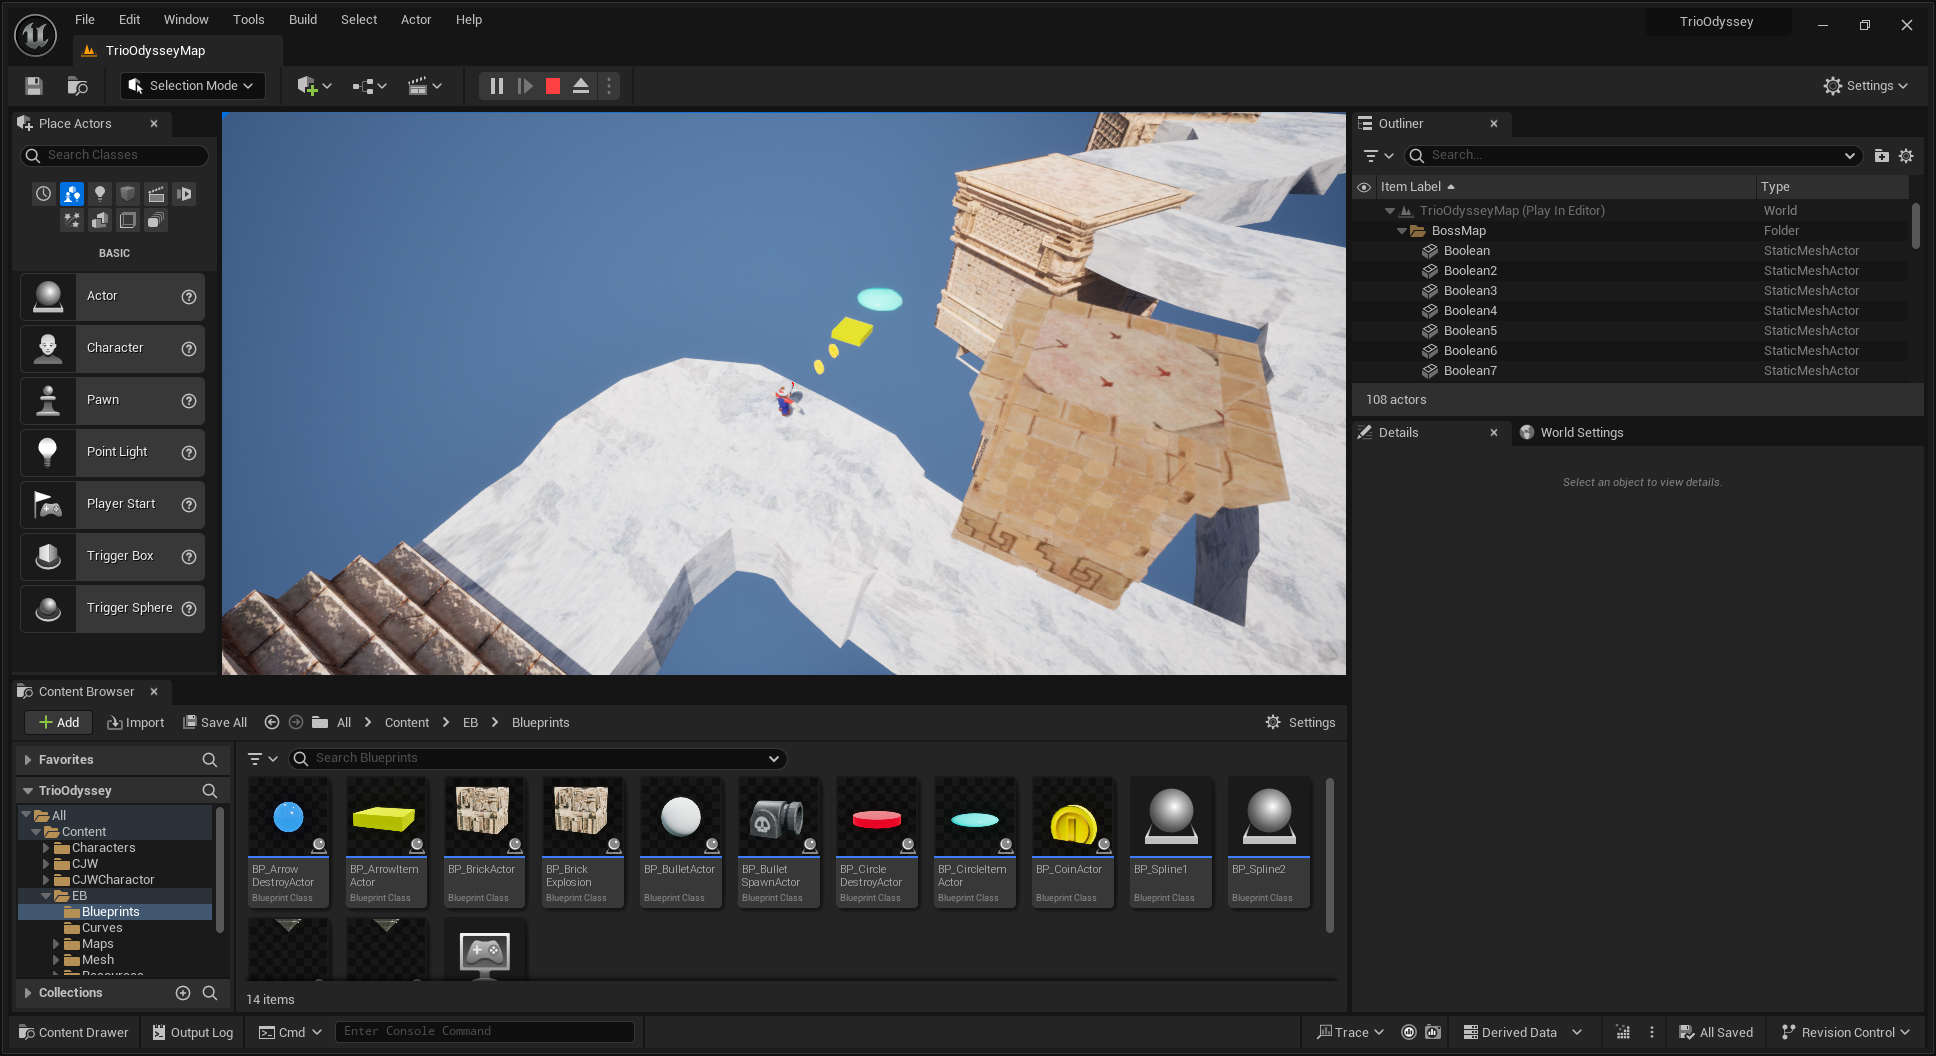 File Edit Window Tools Build Select Actor Help
TrioOdyssey
TrioOdysseyMap
Selection Mode
Settings
Place Actors
Search Classes
BASIC
Actor
Character
Pawn
Point Light
Player Start
Trigger Box
Trigger Sphere
Outliner
Search...
Item Label Type
TrioOdysseyMap (Play In Editor) World
BossMap Folder
Boolean StaticMeshActor
Boolean2 StaticMeshActor
Boolean3 StaticMeshActor
Boolean4 StaticMeshActor
Boolean5 StaticMeshActor
Boolean6 StaticMeshActor
Boolean7 StaticMeshActor
108 actors
Details
World Settings
Select an object to view details.
Content Browser
Add Import Save All All Content EB Blueprints Settings
Favorites
TrioOdyssey
All
Content
Characters
CJW
CJWCharactor
EB
Blueprints
Curves
Maps
Mesh
Resources
Collections
Search Blueprints
BP_Arrow
DestroyActor
Blueprint Class
BP_ArrowItem
Actor
Blueprint Class
BP_BrickActor
Blueprint Class
BP_Brick
Explosion
Blueprint Class
BP_BulletActor
Blueprint Class
BP_Bullet
SpawnActor
Blueprint Class
BP_Circle
DestroyActor
Blueprint Class
BP_CircleItem
Actor
Blueprint Class
BP_CoinActor
Blueprint Class
BP_Spline1
Blueprint Class
BP_Spline2
Blueprint Class
14 items
Content Drawer Output Log Cmd Enter Console Command Trace Derived Data All Saved Revision Control